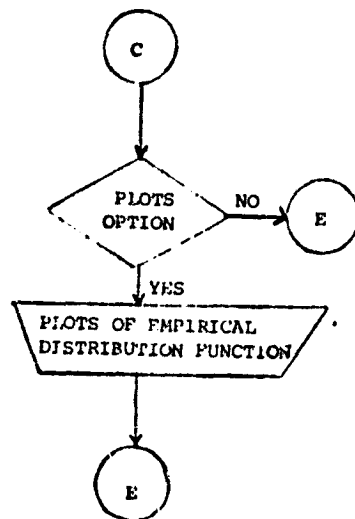 C
PLOTS
OPTION
NO
E
YES
PLOTS OF EMPIRICAL
DISTRIBUTION FUNCTION
E